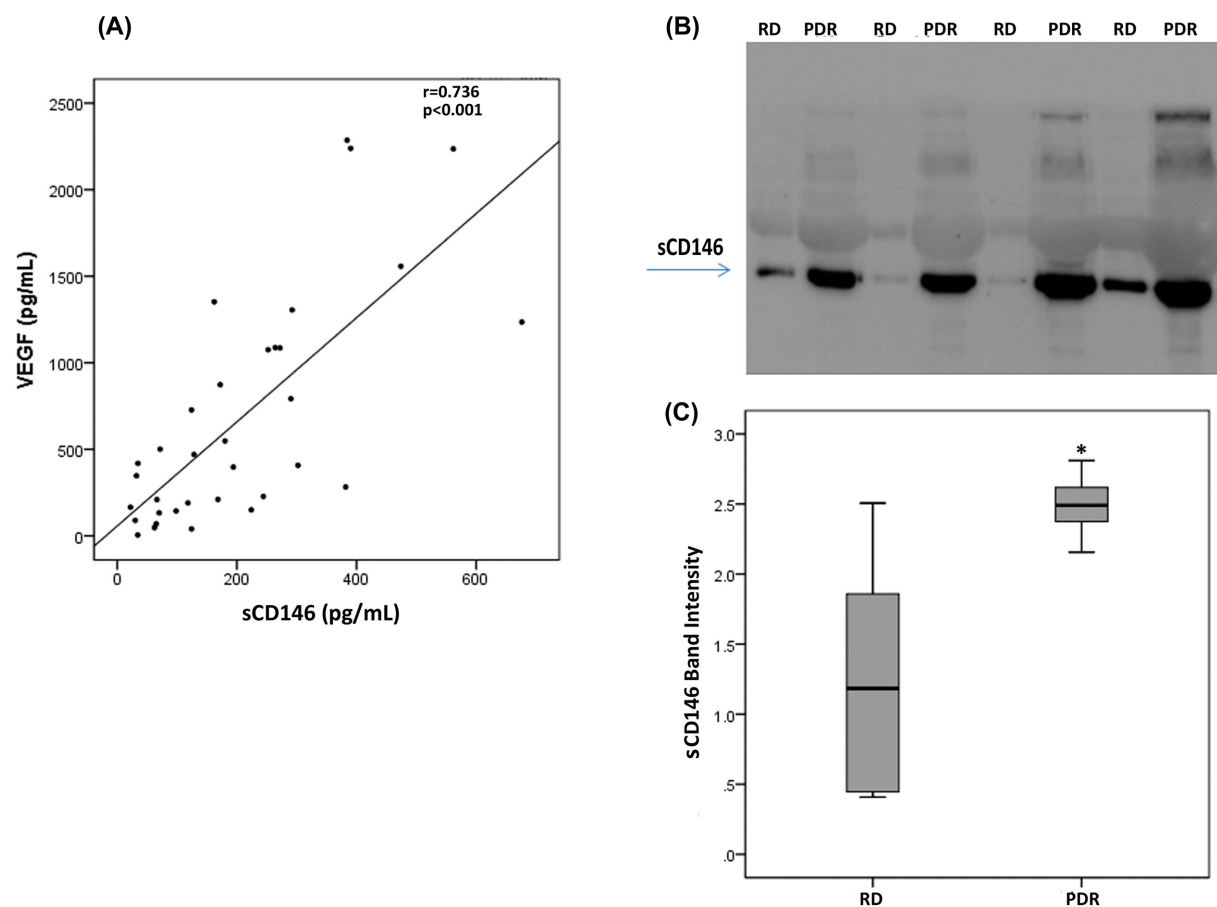 (A)
r=0.736
p<0.001
2500
2000
1500
1000
500
0
VEGF (pg/mL)
0 200 400 600
sCD146 (pg/mL)
(B)
RD PDR RD PDR RD PDR RD PDR
sCD146
(C)
3.0
2.5
2.0
1.5
1.0
.5
.0
sCD146 Band Intensity
*
RD PDR